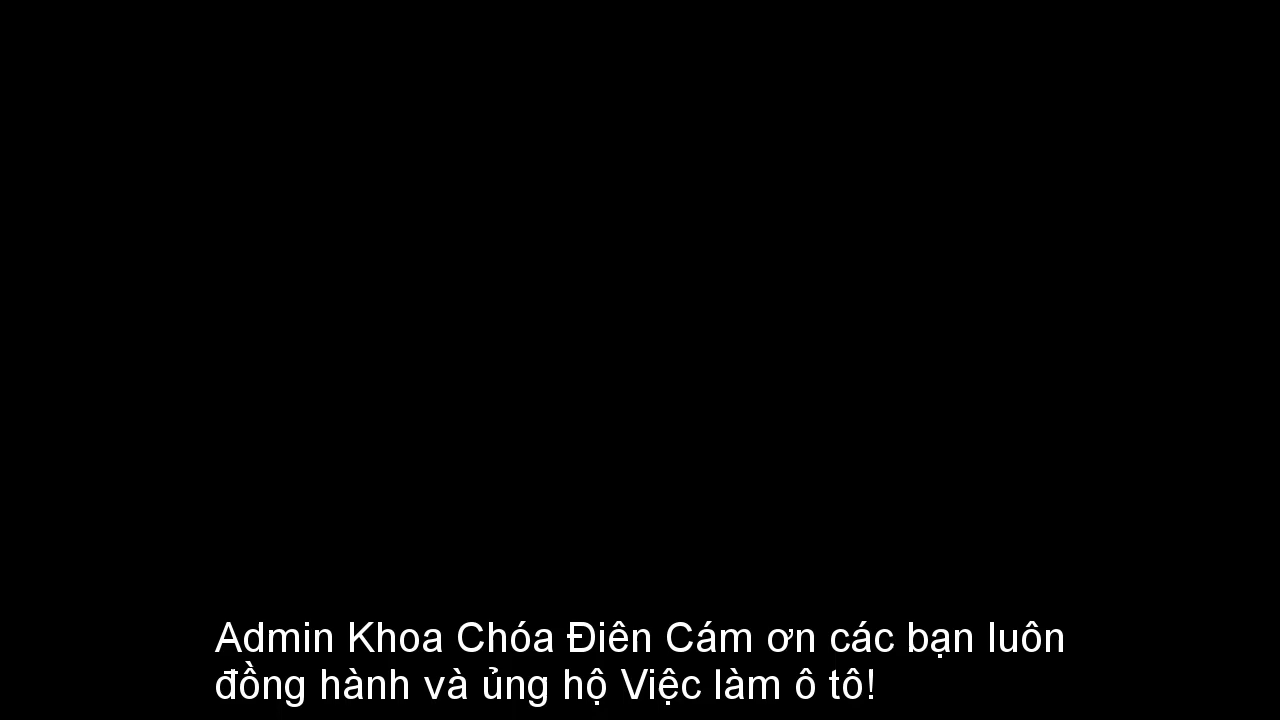 Admin Khoa Chóa Điên Cám ơn các bạn luôn
đồng hành và ủng hộ Việc làm ô tô!